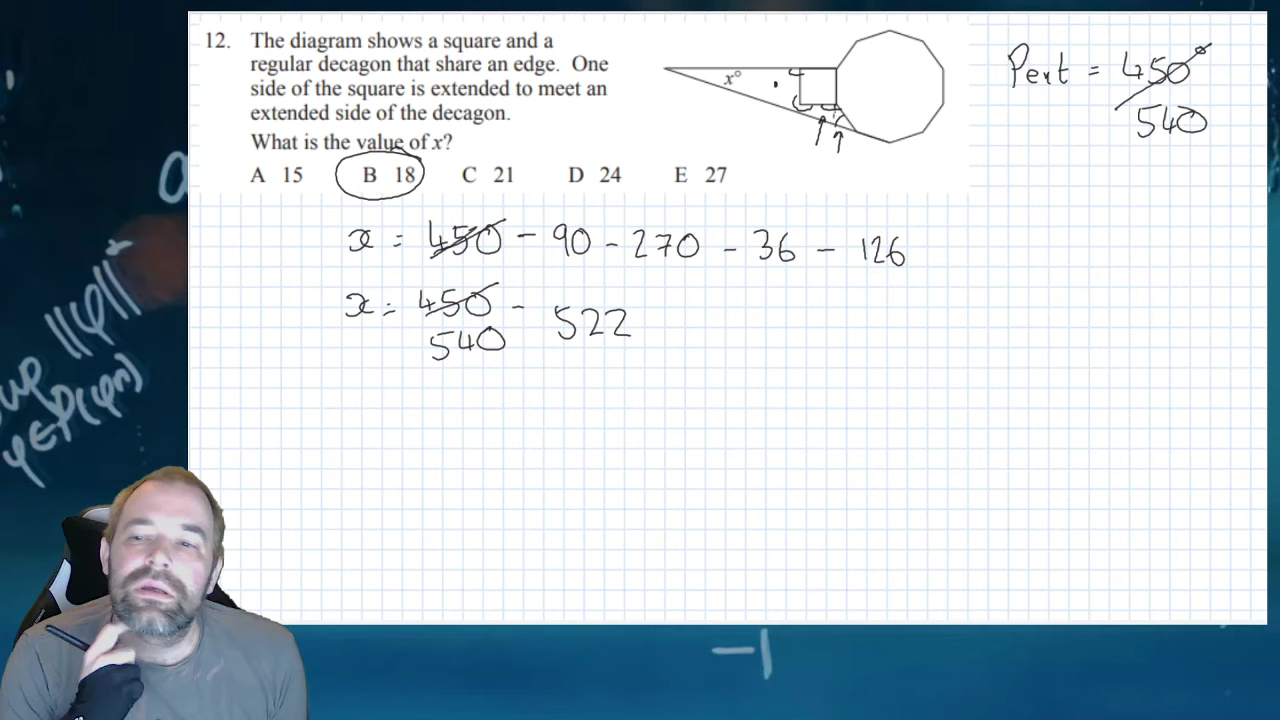 12. The diagram shows a square and a
regular decagon that share an edge. One
side of the square is extended to meet an
extended side of the decagon.
What is the value of x?
A 15 B 18 C 21 D 24 E 27
x°
Pent = 450°
540
x = 450 - 90 - 270 - 36 - 126
x = 450 - 522
540
||φ||
-1